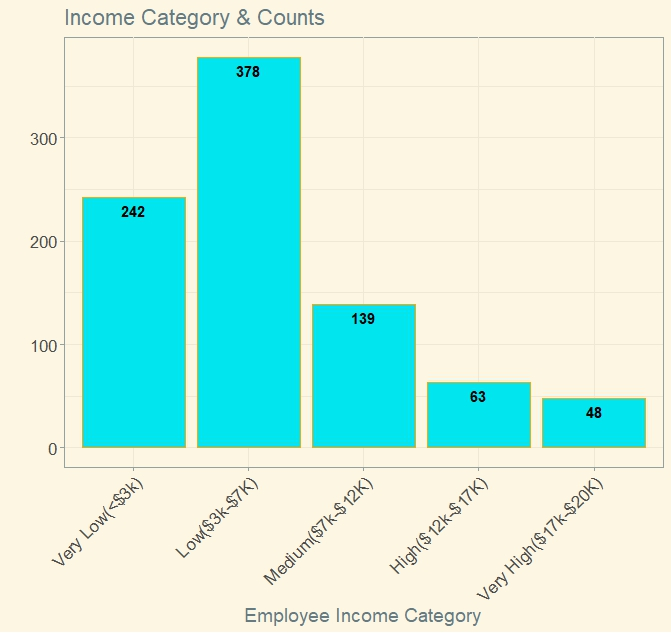 Income Category & Counts
378
300
242
200
139
100
63
48
0
Very Low(<$3k)
Low($3k-$7K)
Medium($7k-$12K)
High($12k-$17K)
Very High($17k-$20K)
Employee Income Category